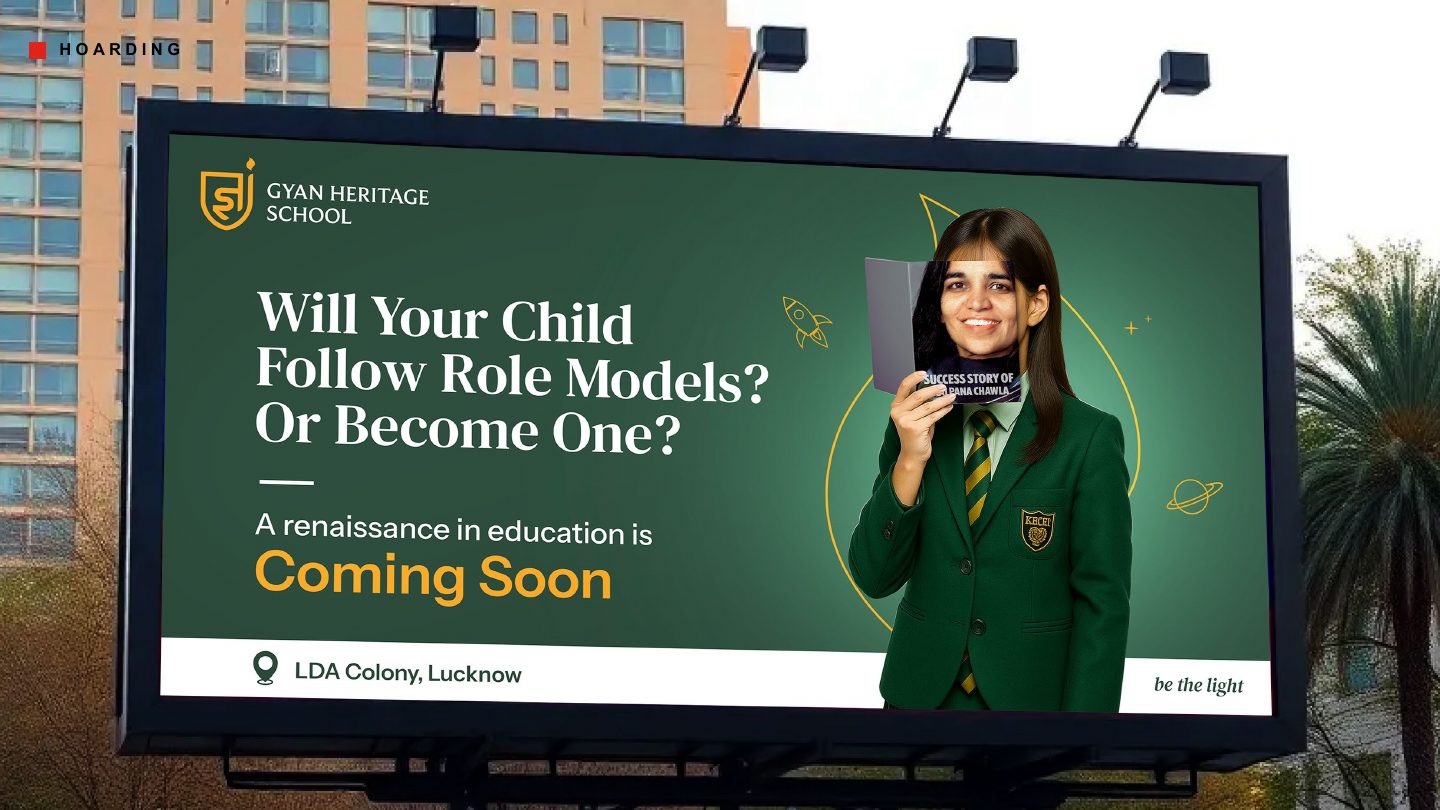 HOARDING
GYAN HERITAGE
SCHOOL
Will Your Child
Follow Role Models?
Or Become One?
A renaissance in education is
Coming Soon
SUCCESS STORY OF
CHAWLA
LDA Colony, Lucknow
be the light